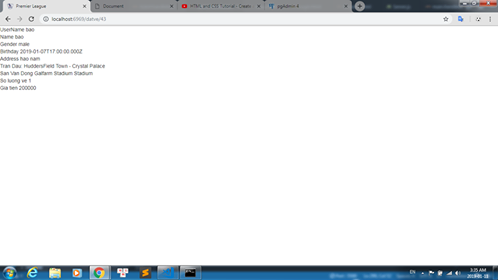 Premier League
Document
HTML and CSS Tutorial - Create
pgAdmin 4
localhost:6969/datve/43
UserName bao
Name bao
Gender male
Birthday 2019-01-07T17:00:00.000Z
Address hao nam
Tran Dau: HuddersField Town - Crystal Palace
San Van Dong Galfarm Stadium Stadium
So luong ve 1
Gia tien 200000
EN
3:35 AM